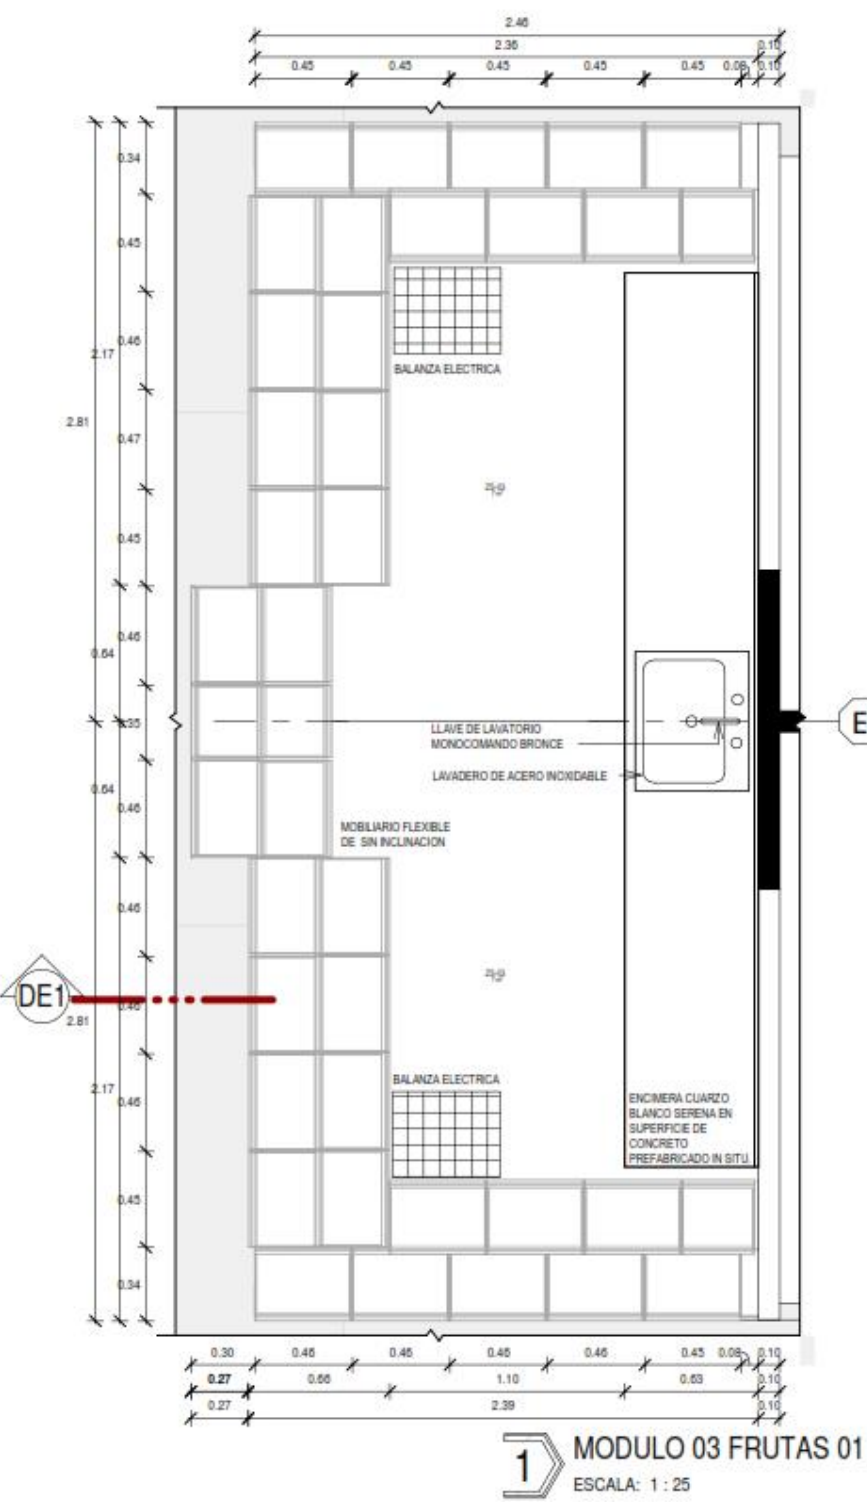 2.46
2.36
0.10
0.45
0.45
0.45
0.45
0.45
0.08
0.10
0.34
0.45
0.46
2.17
BALANZA ELECTRICA
2.81
0.47
0.45
0.46
0.64
E
LLAVE DE LAVATORIO
MONOCOMANDO BRONCE
LAVADERO DE ACERO INOXIDABLE
0.64
0.46
MOBILIARIO FLEXIBLE
DE SIN INCLINACION
0.46
DE1
0.46
2.81
BALANZA ELECTRICA
2.17
0.46
ENCIMERA CUARZO
BLANCO SERENA EN
SUPERFICIE DE
CONCRETO
PREFABRICADO IN SITU.
0.45
0.34
0.30
0.46
0.46
0.46
0.46
0.45
0.08
0.10
0.27
0.66
1.10
0.63
0.10
0.27
2.39
0.10
1
MODULO 03 FRUTAS 01
ESCALA: 1 : 25